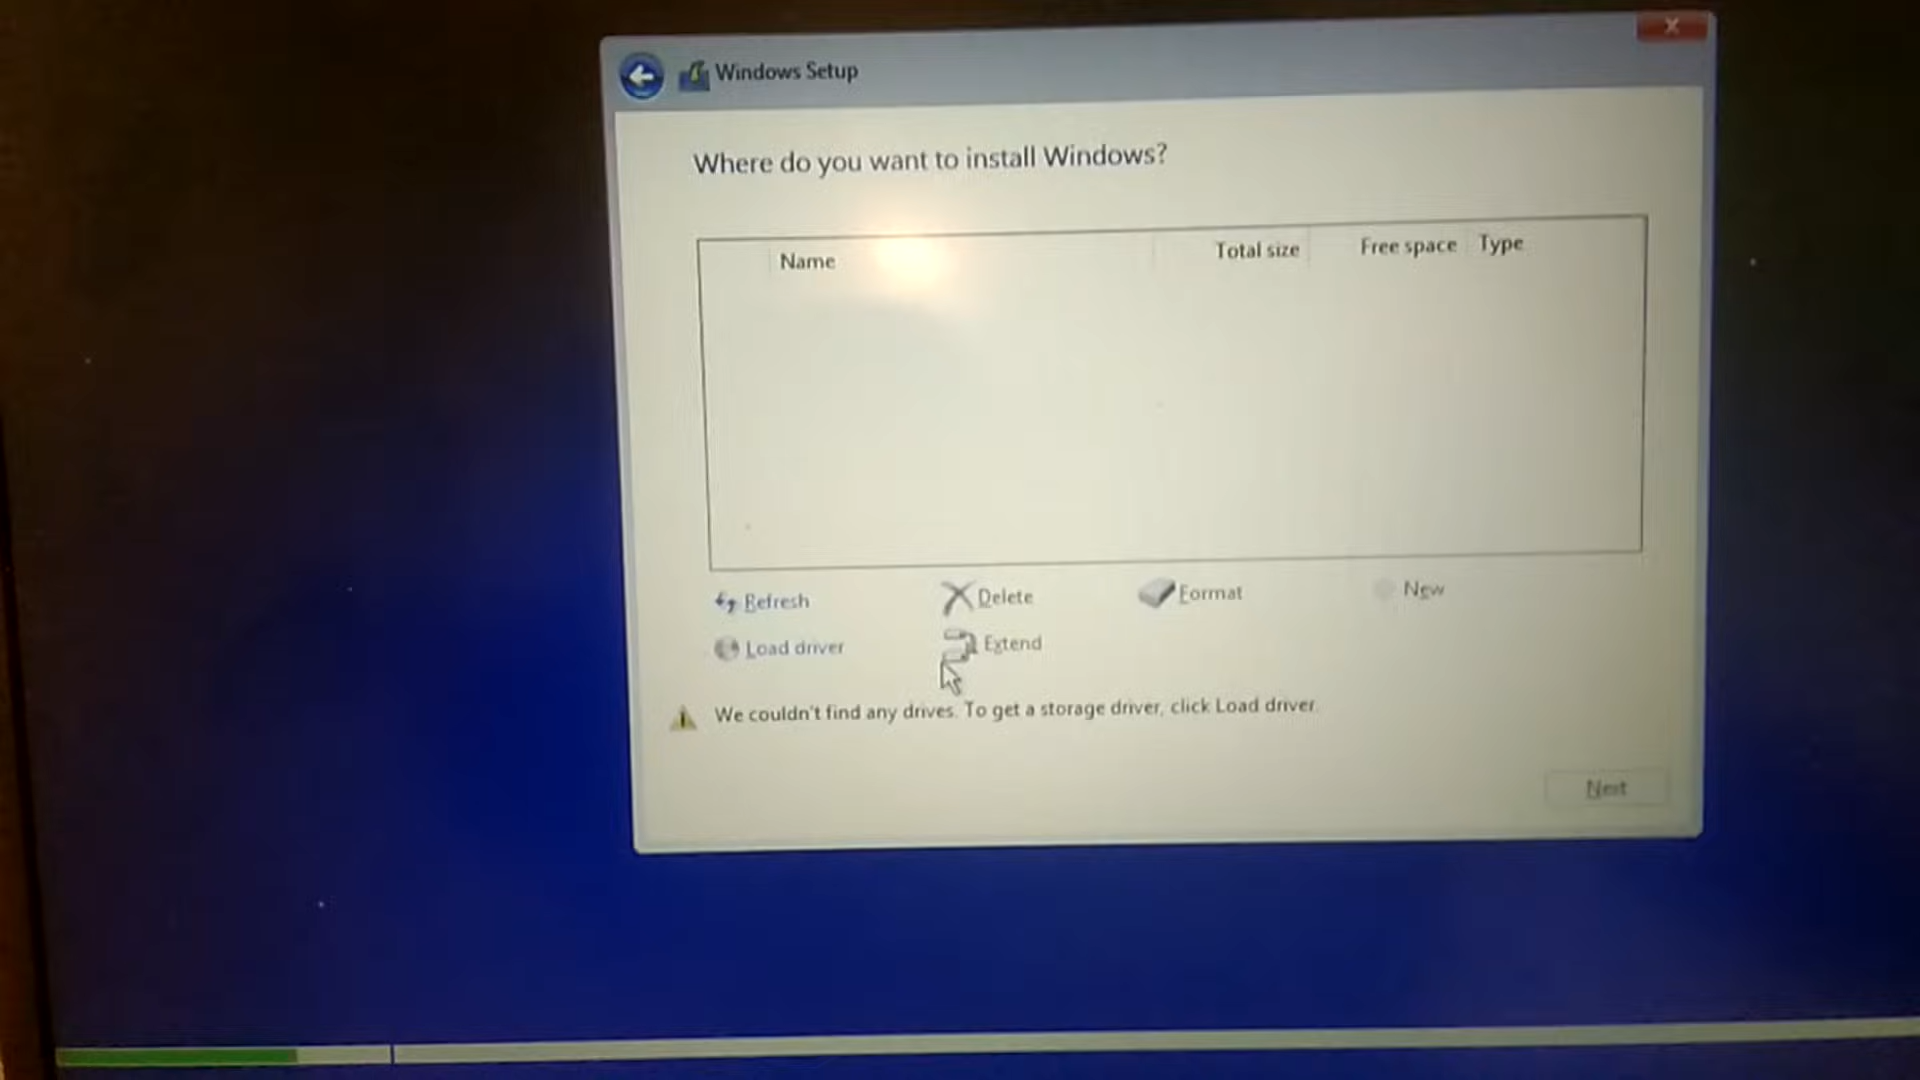 Windows Setup
Where do you want to install Windows?
Name Total size Free space Type
Refresh Delete Format New
Load driver Extend
We couldn't find any drives. To get a storage driver, click Load driver.
Next